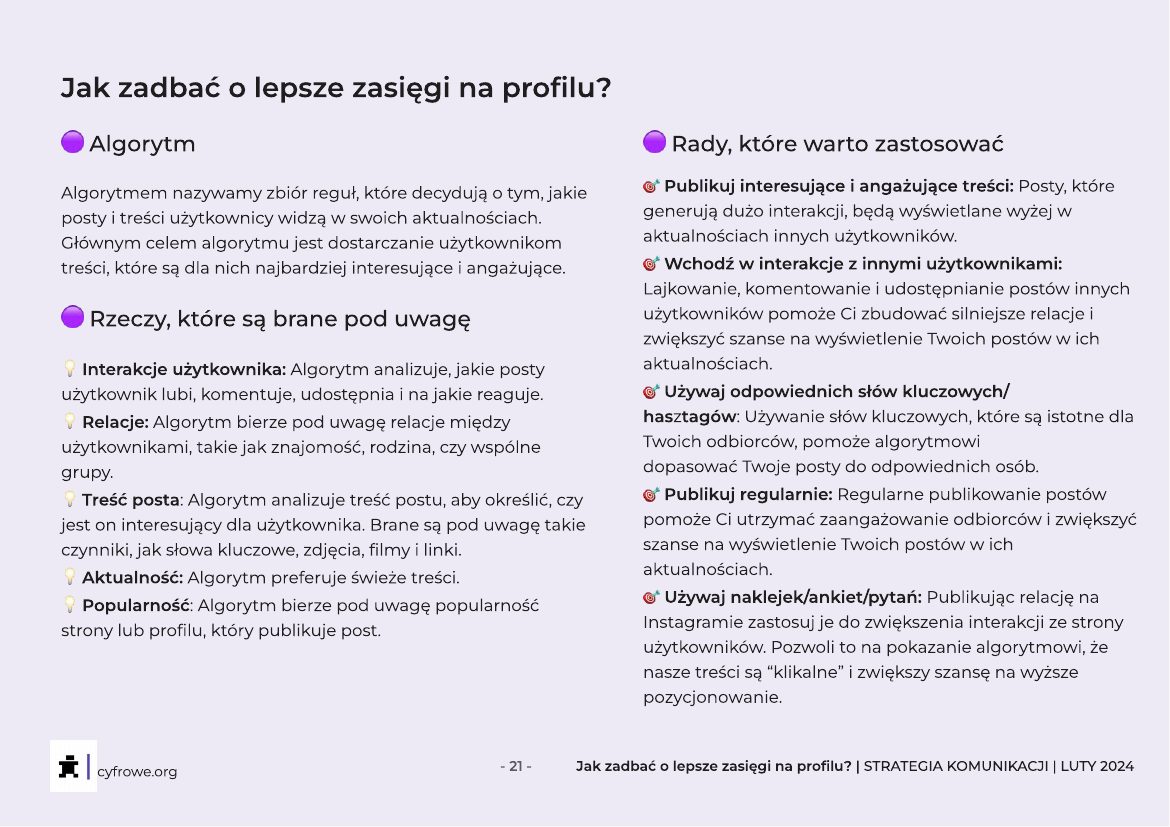 Jak zadbać o lepsze zasięgi na profilu?
🟣 Algorytm
Algorytmem nazywamy zbiór reguł, które decydują o tym, jakie
posty i treści użytkownicy widzą w swoich aktualnościach.
Głównym celem algorytmu jest dostarczanie użytkownikom
treści, które są dla nich najbardziej interesujące i angażujące.
🟣 Rzeczy, które są brane pod uwagę
💡 Interakcje użytkownika: Algorytm analizuje, jakie posty
użytkownik lubi, komentuje, udostępnia i na jakie reaguje.
💡 Relacje: Algorytm bierze pod uwagę relacje między
użytkownikami, takie jak znajomość, rodzina, czy wspólne
grupy.
💡 Treść posta: Algorytm analizuje treść postu, aby określić, czy
jest on interesujący dla użytkownika. Brane są pod uwagę takie
czynniki, jak słowa kluczowe, zdjęcia, filmy i linki.
💡 Aktualność: Algorytm preferuje świeże treści.
💡 Popularność: Algorytm bierze pod uwagę popularność
strony lub profilu, który publikuje post.
🟣 Rady, które warto zastosować
🎯 Publikuj interesujące i angażujące treści: Posty, które
generują dużo interakcji, będą wyświetlane wyżej w
aktualnościach innych użytkowników.
🎯 Wchodź w interakcje z innymi użytkownikami:
Lajkowanie, komentowanie i udostępnianie postów innych
użytkowników pomoże Ci zbudować silniejsze relacje i
zwiększyć szanse na wyświetlenie Twoich postów w ich
aktualnościach.
🎯 Używaj odpowiednich słów kluczowych/
hasztagów: Używanie słów kluczowych, które są istotne dla
Twoich odbiorców, pomoże algorytmowi
dopasować Twoje posty do odpowiednich osób.
🎯 Publikuj regularnie: Regularne publikowanie postów
pomoże Ci utrzymać zaangażowanie odbiorców i zwiększyć
szanse na wyświetlenie Twoich postów w ich
aktualnościach.
🎯 Używaj naklejek/ankiet/pytań: Publikując relację na
Instagramie zastosuj je do zwiększenia interakcji ze strony
użytkowników. Pozwoli to na pokazanie algorytmowi, że
nasze treści są “klikalne” i zwiększy szansę na wyższe
pozycjonowanie.
cyfrowe.org
- 21 -
Jak zadbać o lepsze zasięgi na profilu? | STRATEGIA KOMUNIKACJI | LUTY 2024